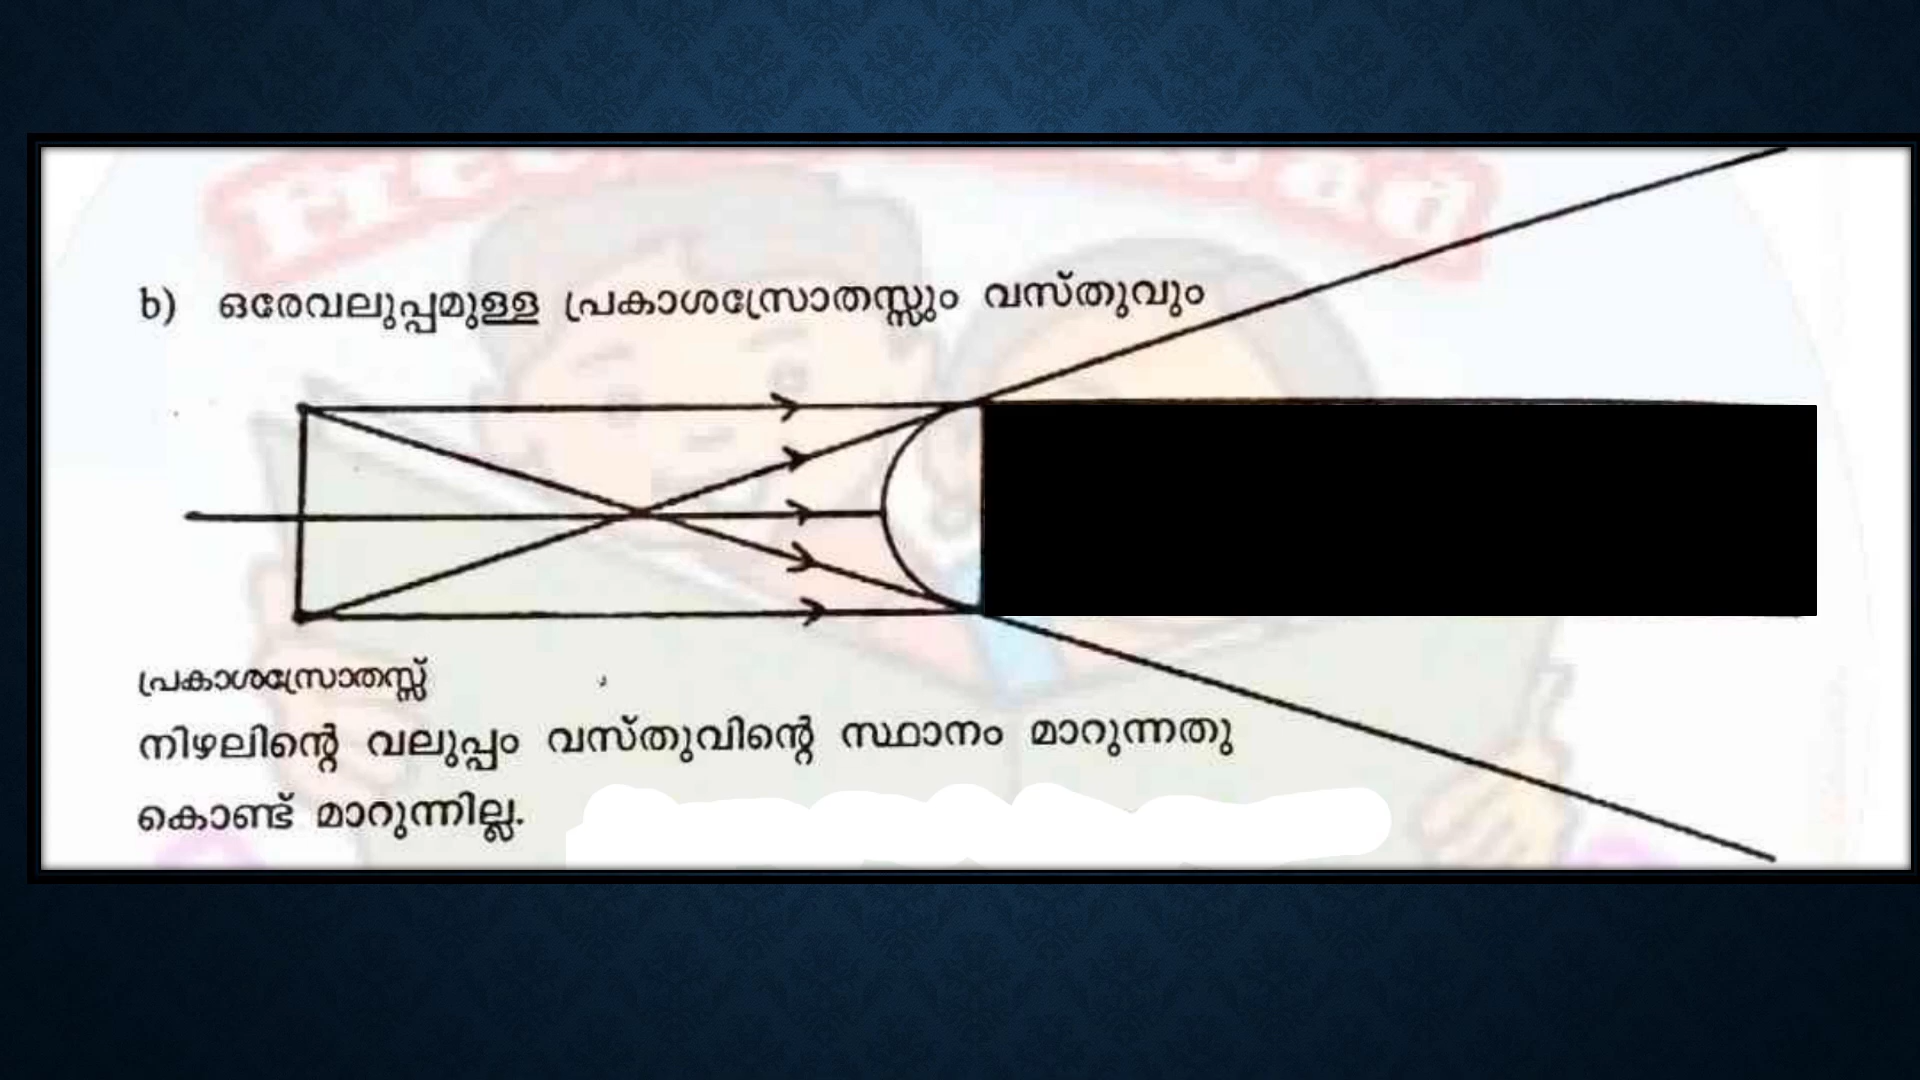 b) ഒരേവലുപ്പമുള്ള പ്രകാശസ്രോതസ്സും വസ്തുവും
പ്രകാശസ്രോതസ്സ്
നിഴലിന്റെ വലുപ്പം വസ്തുവിന്റെ സ്ഥാനം മാറുന്നതു
കൊണ്ട് മാറുന്നില്ല.